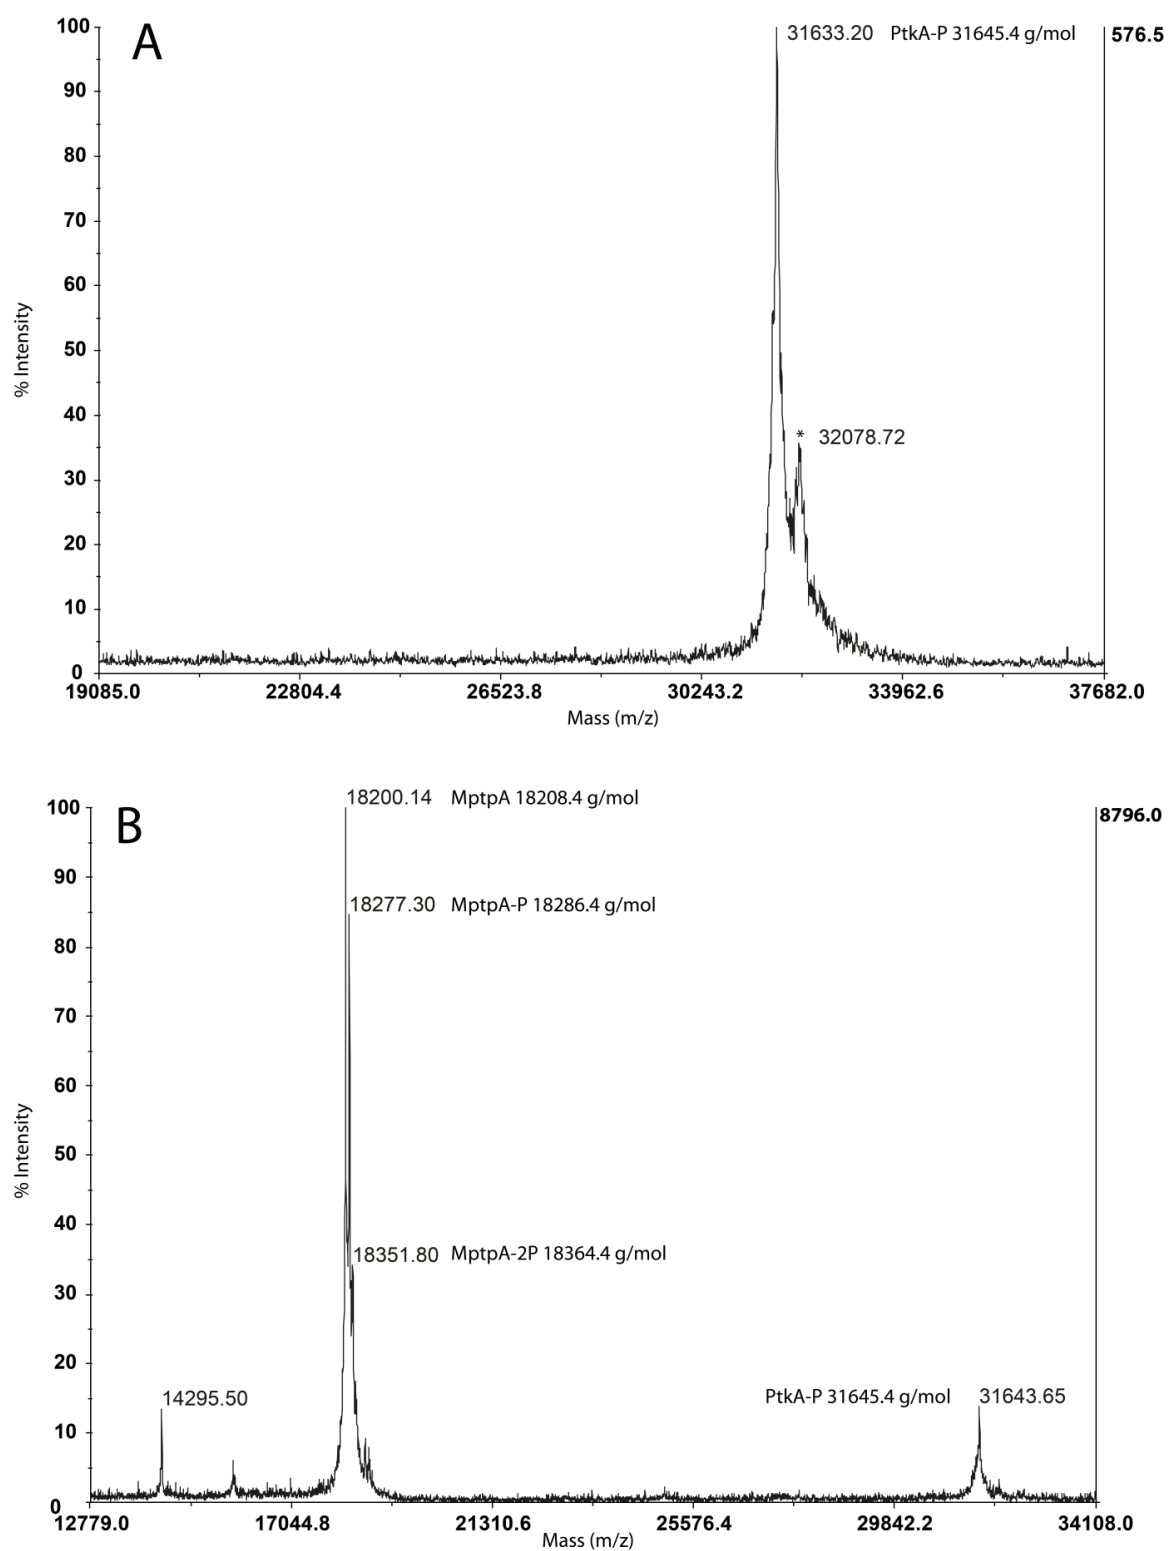 A
100
90
80
70
60
50
40
30
20
10
0
% Intensity
31633.20 PtkA-P 31645.4 g/mol
576.5
* 32078.72
19085.0 22804.4 26523.8 30243.2 33962.6 37682.0
Mass (m/z)
B
100
90
80
70
60
50
40
30
20
10
0
% Intensity
18200.14 MptpA 18208.4 g/mol
8796.0
18277.30 MptpA-P 18286.4 g/mol
18351.80 MptpA-2P 18364.4 g/mol
14295.50
PtkA-P 31645.4 g/mol 31643.65
12779.0 17044.8 21310.6 25576.4 29842.2 34108.0
Mass (m/z)